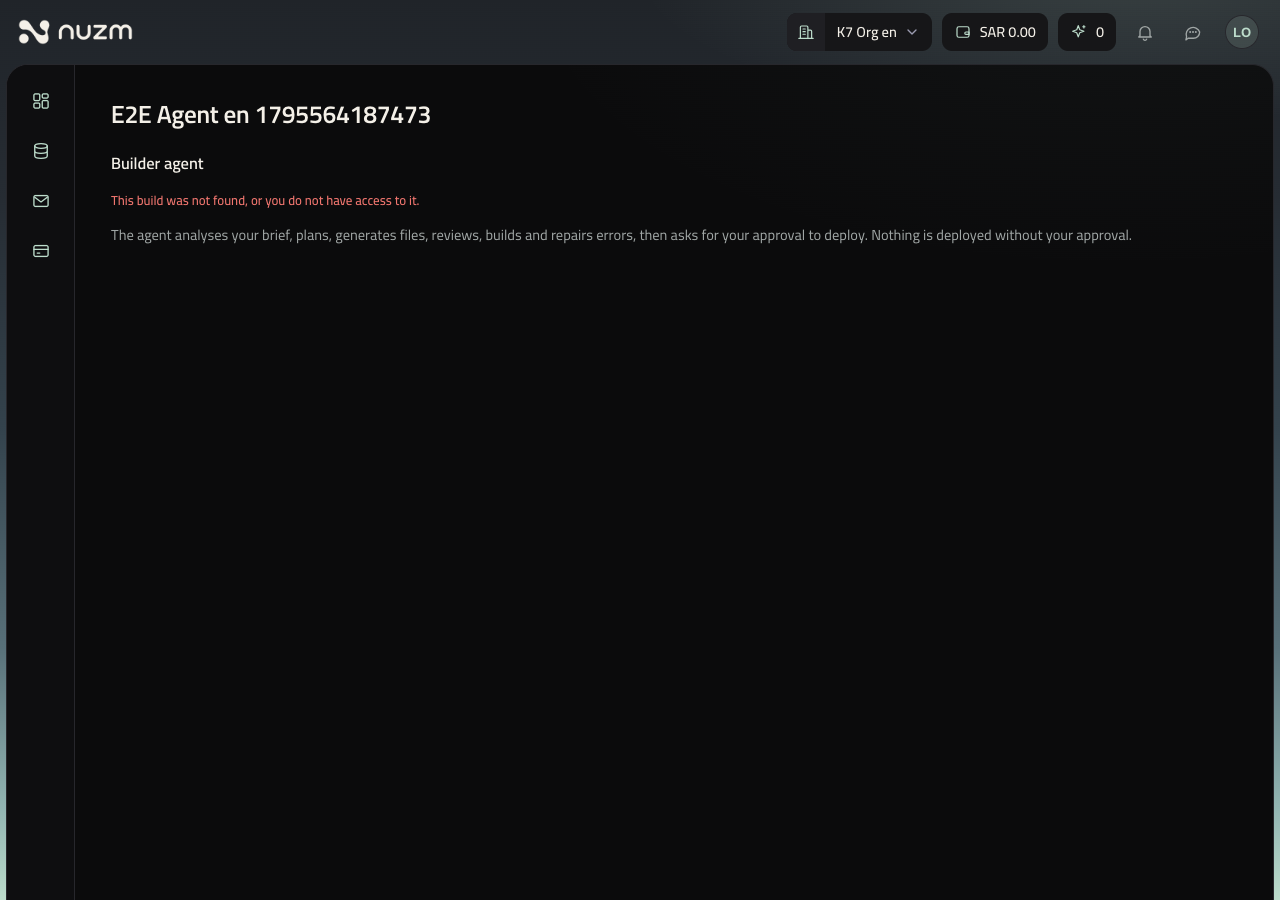 nuzm
K7 Org en
SAR 0.00
0
LO
E2E Agent en 1795564187473
Builder agent
This build was not found, or you do not have access to it.
The agent analyses your brief, plans, generates files, reviews, builds and repairs errors, then asks for your approval to deploy. Nothing is deployed without your approval.